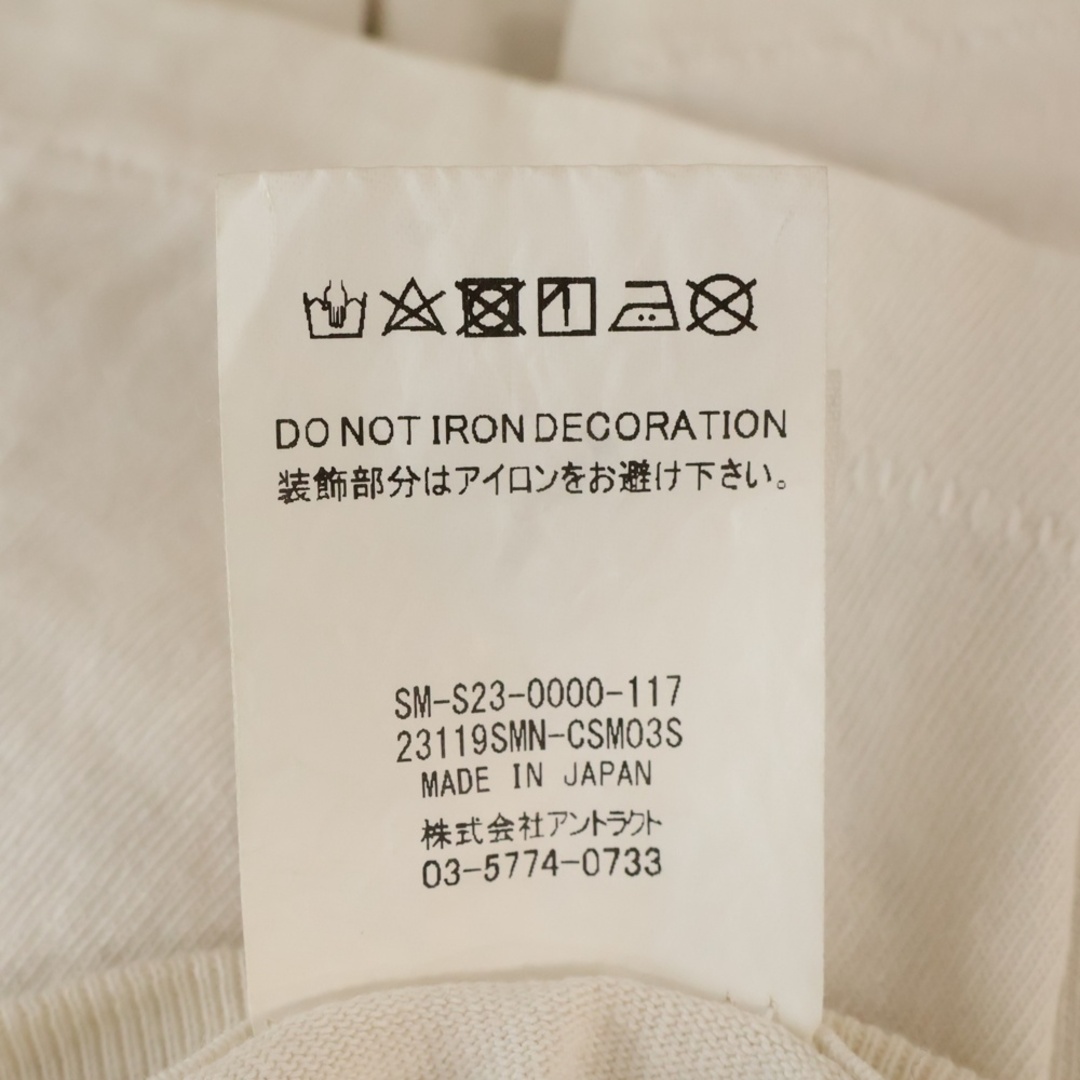 DO NOT IRON DECORATION
装飾部分はアイロンをお避け下さい。
SM-S23-0000-117
23119SMN-CSM03S
MADE IN JAPAN
株式会社アントラクト
03-5774-0733